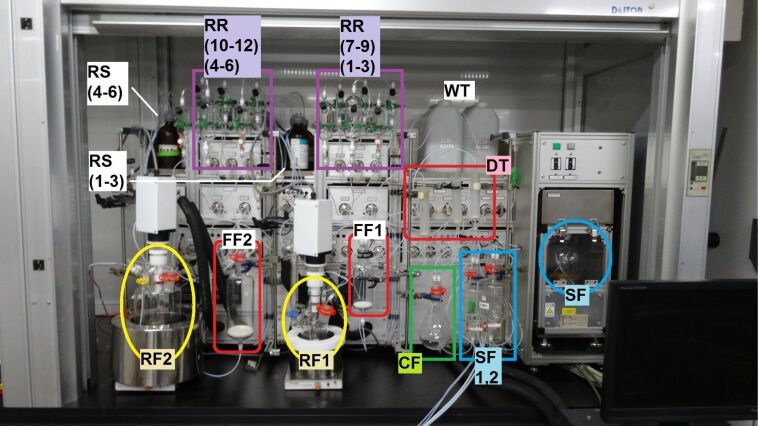 DALTON
RR
(10-12)
(4-6)
RR
(7-9)
(1-3)
RS
(4-6)
WT
RS
(1-3)
DT
FF2
FF1
SF
RF2
RF1
CF
SF
1,2